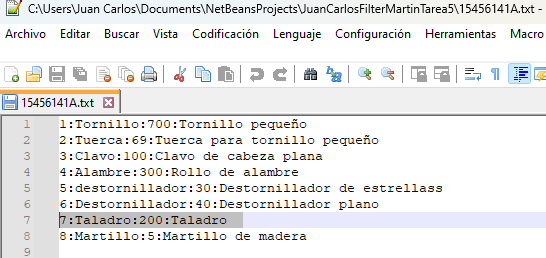 C:\Users\Juan Carlos\Documents\NetBeansProjects\JuanCarlosFilterMartinTarea5\15456141A.txt -
Archivo Editar Buscar Vista Codificación Lenguaje Configuración Herramientas Macro
15456141A.txt
1 1:Tornillo:700:Tornillo pequeño
2 2:Tuerca:69:Tuerca para tornillo pequeño
3 3:Clavo:100:Clavo de cabeza plana
4 4:Alambre:300:Rollo de alambre
5 5:destornillador:30:Destornillador de estrellass
6 6:Destornillador:40:Destornillador plano
7 7:Taladro:200:Taladro
8 8:Martillo:5:Martillo de madera
9